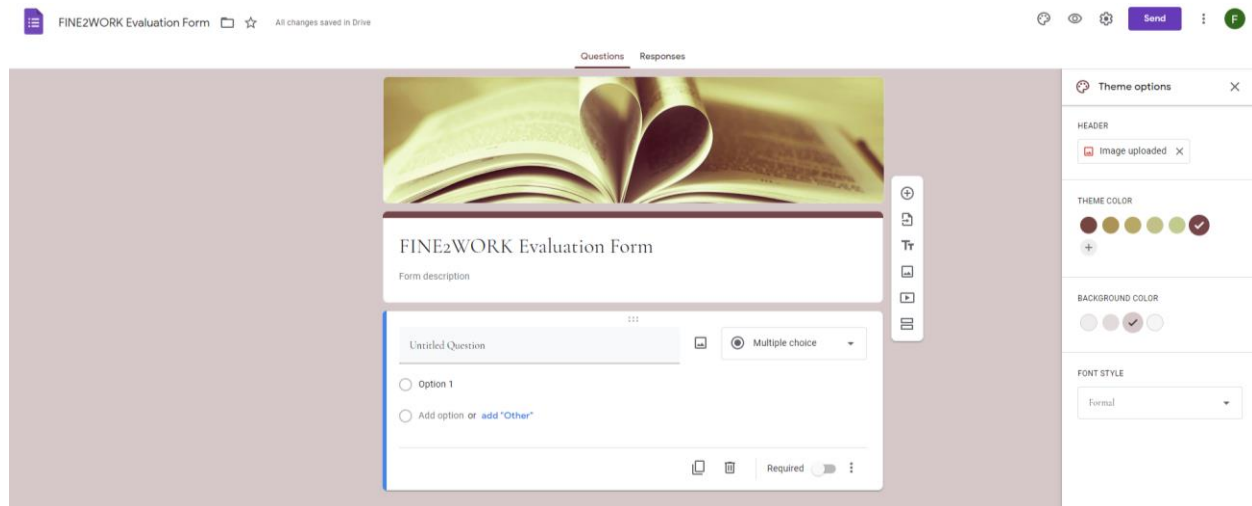 FINE2WORK Evaluation Form
All changes saved in Drive
Send
F
Questions Responses
Theme options
HEADER
Image uploaded
THEME COLOR
BACKGROUND COLOR
FONT STYLE
Formal
FINE2WORK Evaluation Form
Form description
Untitled Question
Multiple choice
Option 1
Add option or add "Other"
Required
Tт